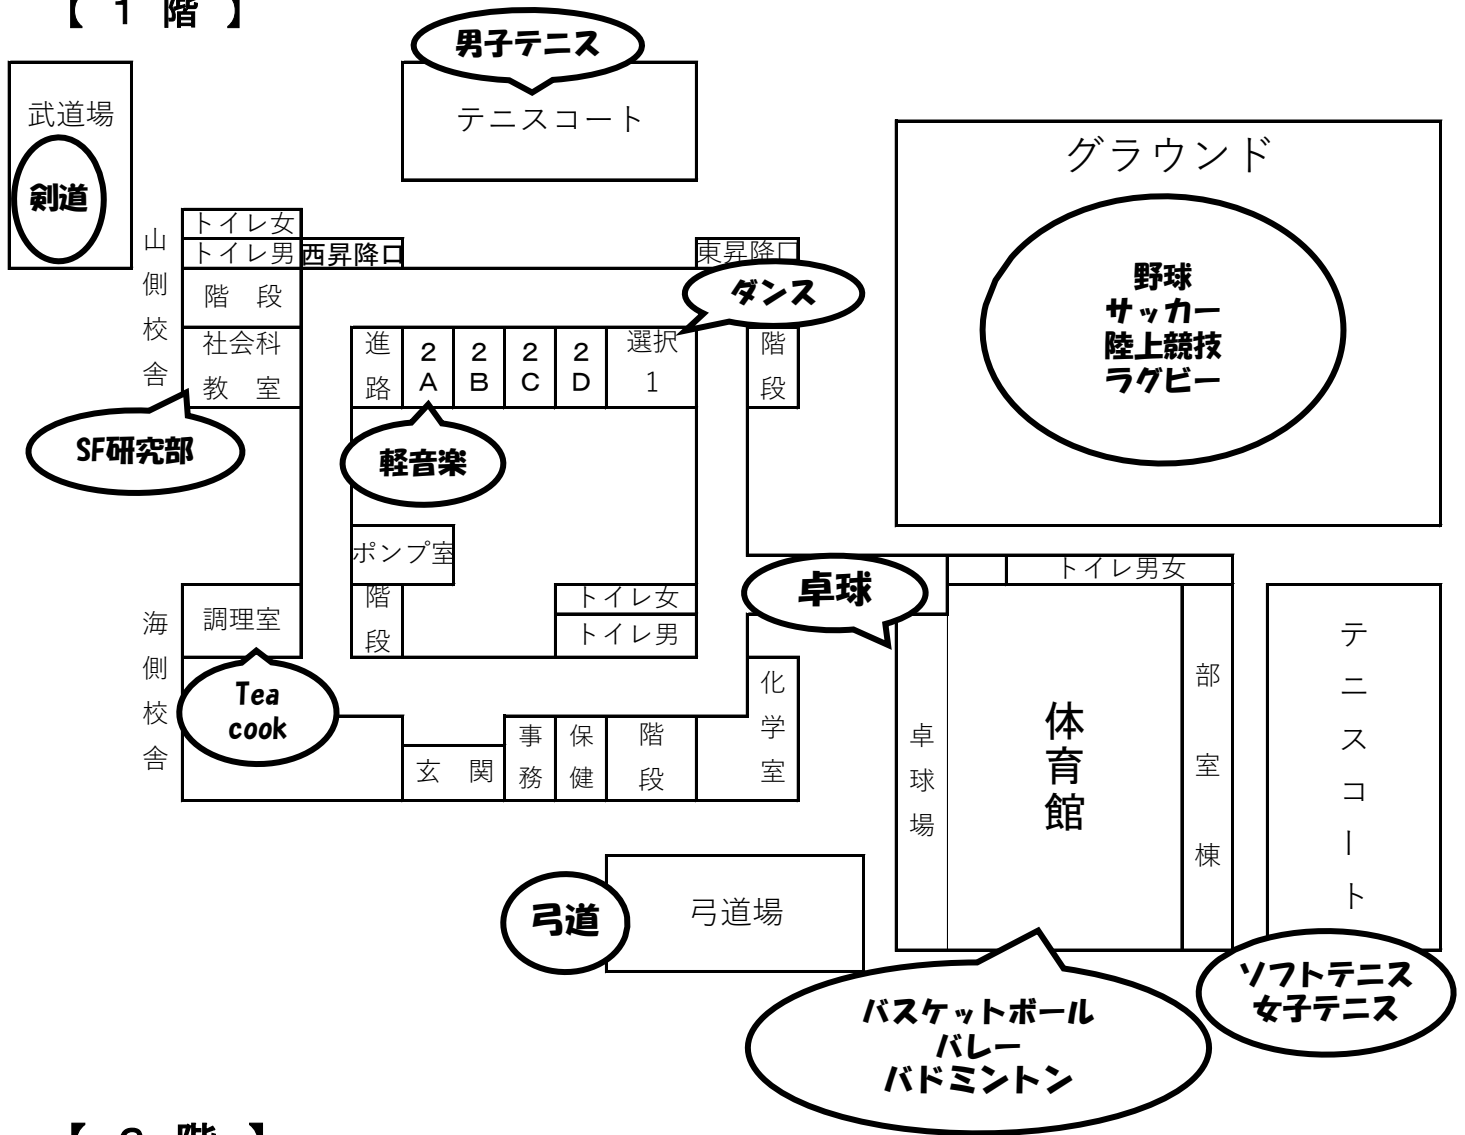 【 1 階 】
男子テニス
テニスコート
武道場
剣道
グラウンド
野球
サッカー
陸上競技
ラグビー
山側校舎
トイレ女
トイレ男
西昇降口
東昇降口
階 段
ダンス
社会科
教 室
進路
2A
2B
2C
2D
選択
1
階段
SF研究部
軽音楽
ポンプ室
階段
トイレ女
トイレ男
卓球
トイレ男女
海側校舎
調理室
Tea
cook
玄 関
事務
保健
階段
化学室
卓球場
体育館
部室棟
テニスコート
弓道
弓道場
バスケットボール
バレー
バドミントン
ソフトテニス
女子テニス